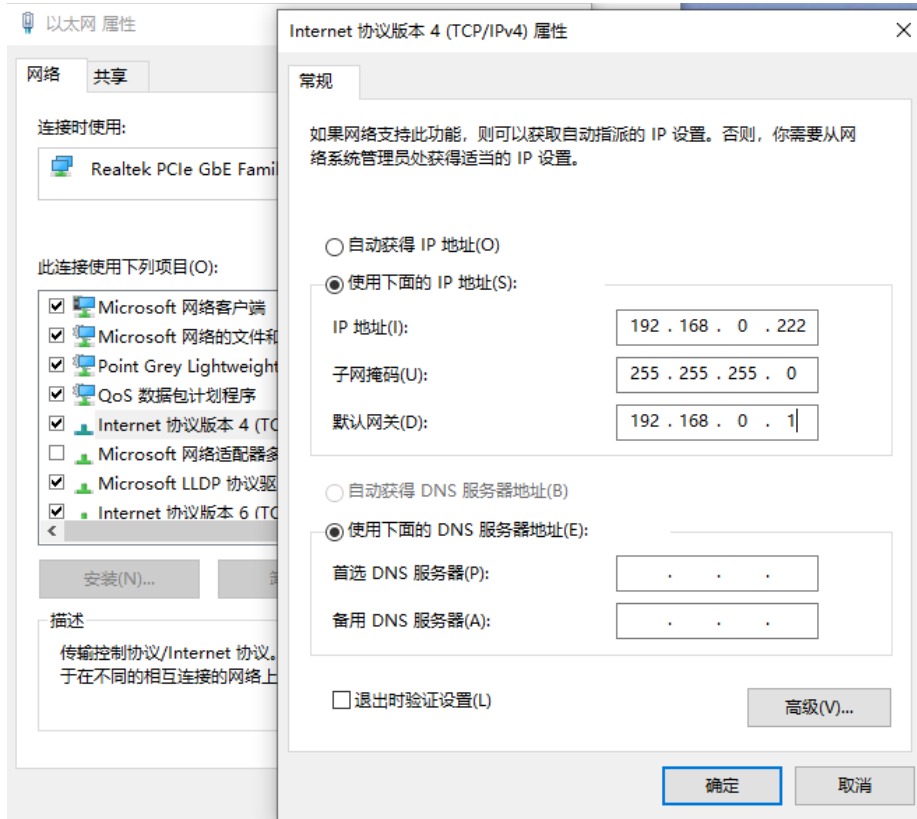 以太网 属性
网络
共享
连接时使用:
Realtek PCIe GbE Fami
此连接使用下列项目(O):
Microsoft 网络客户端
Microsoft 网络的文件和
Point Grey Lightweight
QoS 数据包计划程序
Internet 协议版本 4 (TC
Microsoft 网络适配器多
Microsoft LLDP 协议驱
Internet 协议版本 6 (TC
安装(N)...
描述
传输控制协议/Internet 协议。
于在不同的相互连接的网络上
Internet 协议版本 4 (TCP/IPv4) 属性
常规
如果网络支持此功能，则可以获取自动指派的 IP 设置。否则，你需要从网
络系统管理员处获得适当的 IP 设置。
自动获得 IP 地址(O)
使用下面的 IP 地址(S):
IP 地址(I):
192 . 168 . 0 . 222
子网掩码(U):
255 . 255 . 255 . 0
默认网关(D):
192 . 168 . 0 . 1
自动获得 DNS 服务器地址(B)
使用下面的 DNS 服务器地址(E):
首选 DNS 服务器(P):
. . .
备用 DNS 服务器(A):
. . .
退出时验证设置(L)
高级(V)...
确定
取消